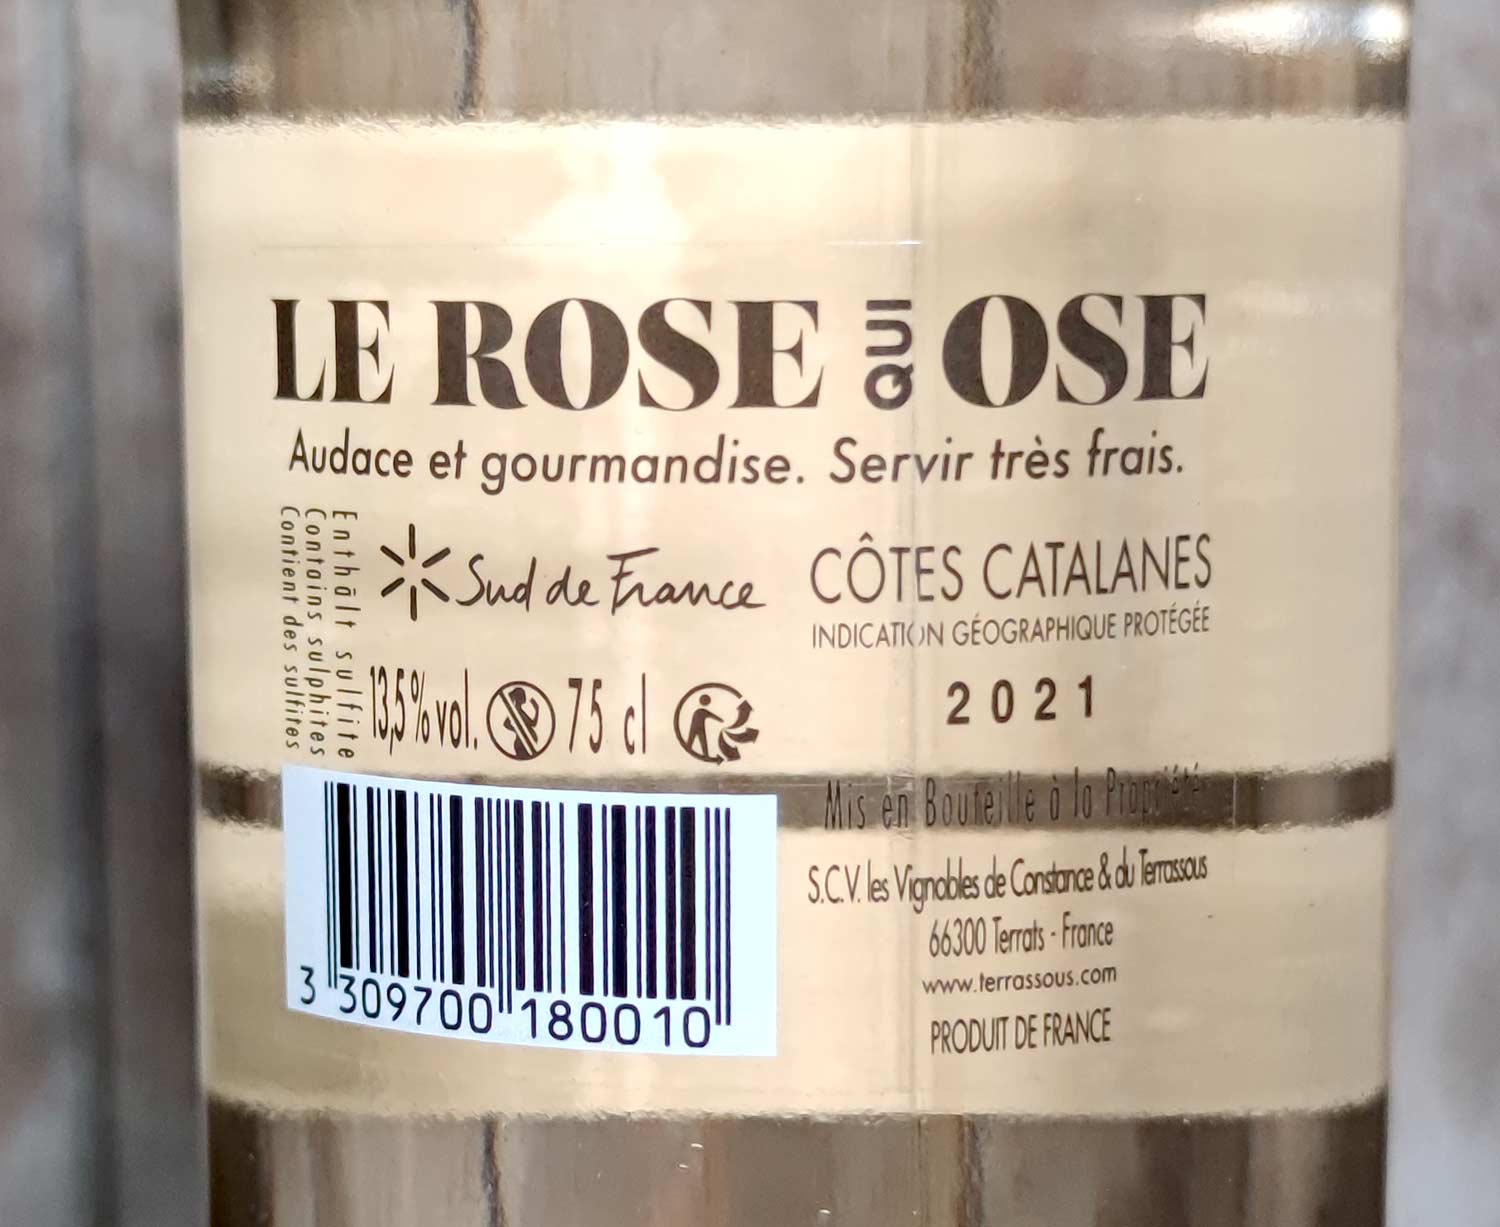 LE ROSE QUI OSE
Audace et gourmandise. Servir très frais.
Enthält sulfite
Contains sulphites
Contient des sulfites
Sud de France
CÔTES CATALANES
INDICATION GÉOGRAPHIQUE PROTÉGÉE
13,5% vol. 75 cl
2021
Mis en Bouteille à la Propriété
S.C.V. les Vignobles de Constance & du Terrassous
66300 Terrats - France
www.terrassous.com
PRODUIT DE FRANCE
3 309700 180010